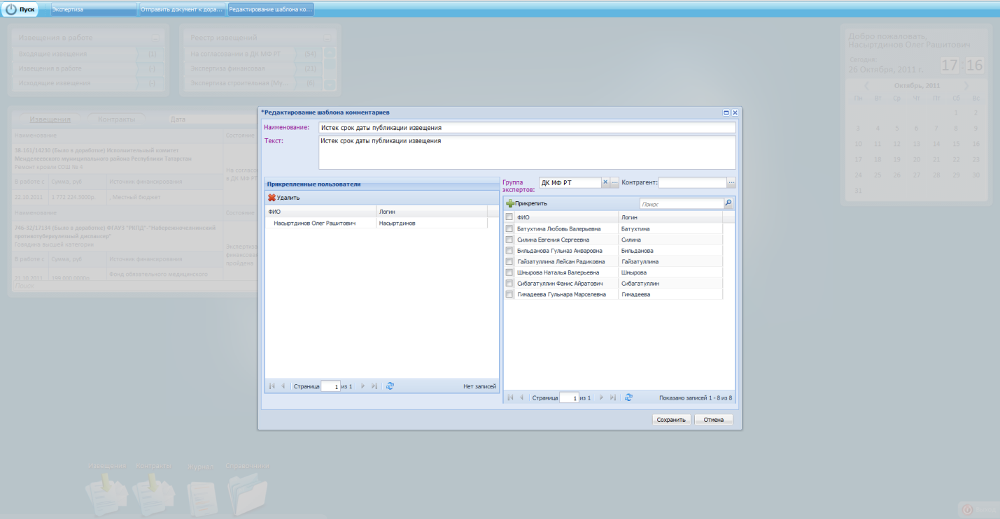 Пуск
Экспертиза
Отправить документ к дора...
Редактирование шаблона ко...
Извещения в работе
Входящие извещения (1)
Извещения в работе (-)
Исходящие извещения (-)
Реестр извещений
На согласовании в ДК МФ РТ (54)
Экспертиза финансовая (22)
Экспертиза строительная (Му... (6)
Добро пожаловать,
Насыртдинов Олег Рашитович
Сегодня:
26 Октября, 2011 г. 17 : 16
Октябрь, 2011
Пн Вт Ср Чт Пт Сб Вс
1 2
3 4 5 6 7 8 9
10 11 12 13 14 15 16
17 18 19 20 21 22 23
24 25 26 27 28 29 30
31
Извещения Контракты Дата
Наименование Состояние
38-161/14230 (Было в доработке) Исполнительный комитет
Менделеевского муниципального района Республики Татарстан
Ремонт кровли СОШ № 4
На согласо
в ДК МФ РТ
В работе с Сумма, руб Источник финансирования
22.10.2011 1 772 224.3000р. Местный бюджет
Наименование Состояние
746-32/17134 (Было в доработке) ФГАУЗ "РКПД"-"Набережночелнинский
противотуберкулезный диспансер"
Говядина высшей категории
Экспертиза
финансовая
пройдена
В работе с Сумма, руб Источник финансирования
21.10.2011 199 000.0000р. Фонд обязательного медицинского
Поиск
*Редактирование шаблона комментариев
Наименование: Истек срок даты публикации извещения
Текст: Истек срок даты публикации извещения
Прикрепленные пользователи
Удалить
ФИО Логин
Насыртдинов Олег Рашитович Насыртдинов
Страница 1 из 1 Нет записей
Группа
экспертов: ДК МФ РТ Контрагент:
Прикрепить Поиск
ФИО Логин
Батухтина Любовь Валерьевна Батухтина
Силина Евгения Сергеевна Силина
Бильданова Гульназ Анваровна Бильданова
Гайзатуллина Лейсан Радиковна Гайзатуллина
Шмырова Наталья Валерьевна Шмырова
Сибагатуллин Фанис Айратович Сибагатуллин
Гимадеева Гульнара Марселевна Гимадеева
Страница 1 из 1 Показано записей 1 - 8 из 8
Сохранить Отмена
Извещения Контракты Журнал Справочники